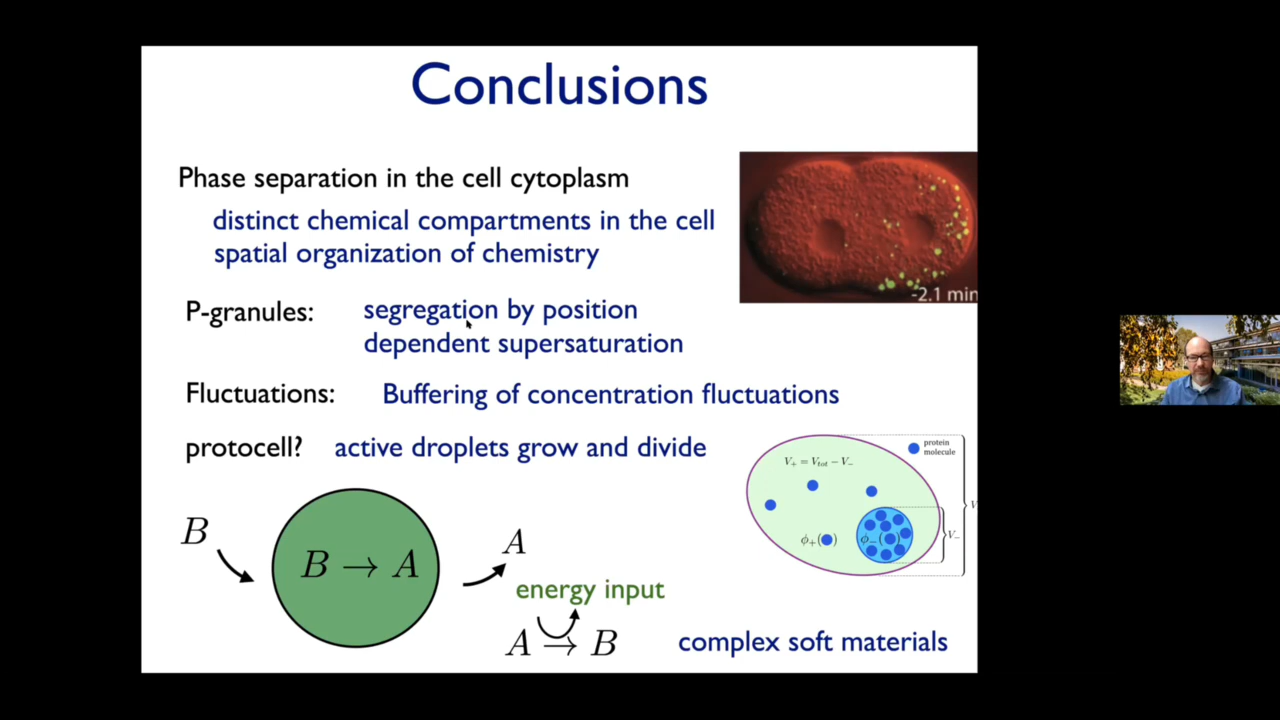 Conclusions
Phase separation in the cell cytoplasm
distinct chemical compartments in the cell
spatial organization of chemistry
-2.1 min
P-granules:
segregation by position
dependent supersaturation
Fluctuations:
Buffering of concentration fluctuations
protocell?
active droplets grow and divide
protein
molecule
V₊ = Vₜₒₜ − V₋
ϕ₊( )
ϕ₋( )
V₋
V
B
B → A
A
energy input
A → B
complex soft materials